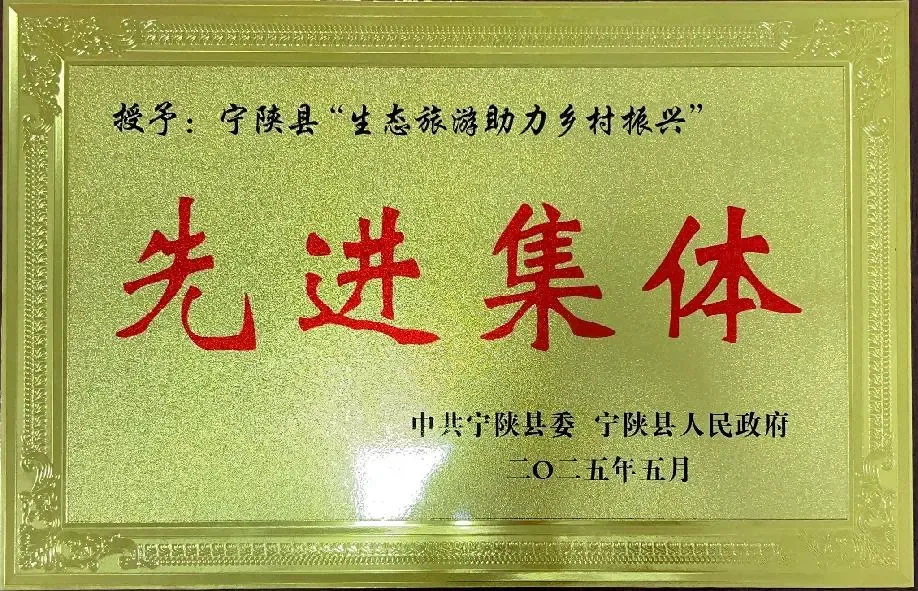 授予：宁陕县“生态旅游助力乡村振兴”
先进集体
中共宁陕县委 宁陕县人民政府
二〇二五年五月